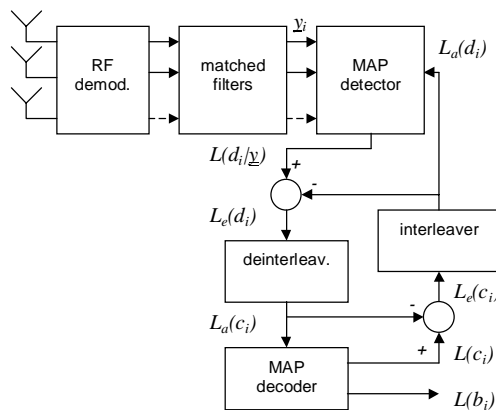 y_i
L_a(d_i)
RF
demod.
matched
filters
MAP
detector
L(d_i/y)
+
-
L_e(d_i)
interleaver
deinterleav.
L_e(c_i)
-
L_a(c_i)
+
L(c_i)
MAP
decoder
L(b_i)